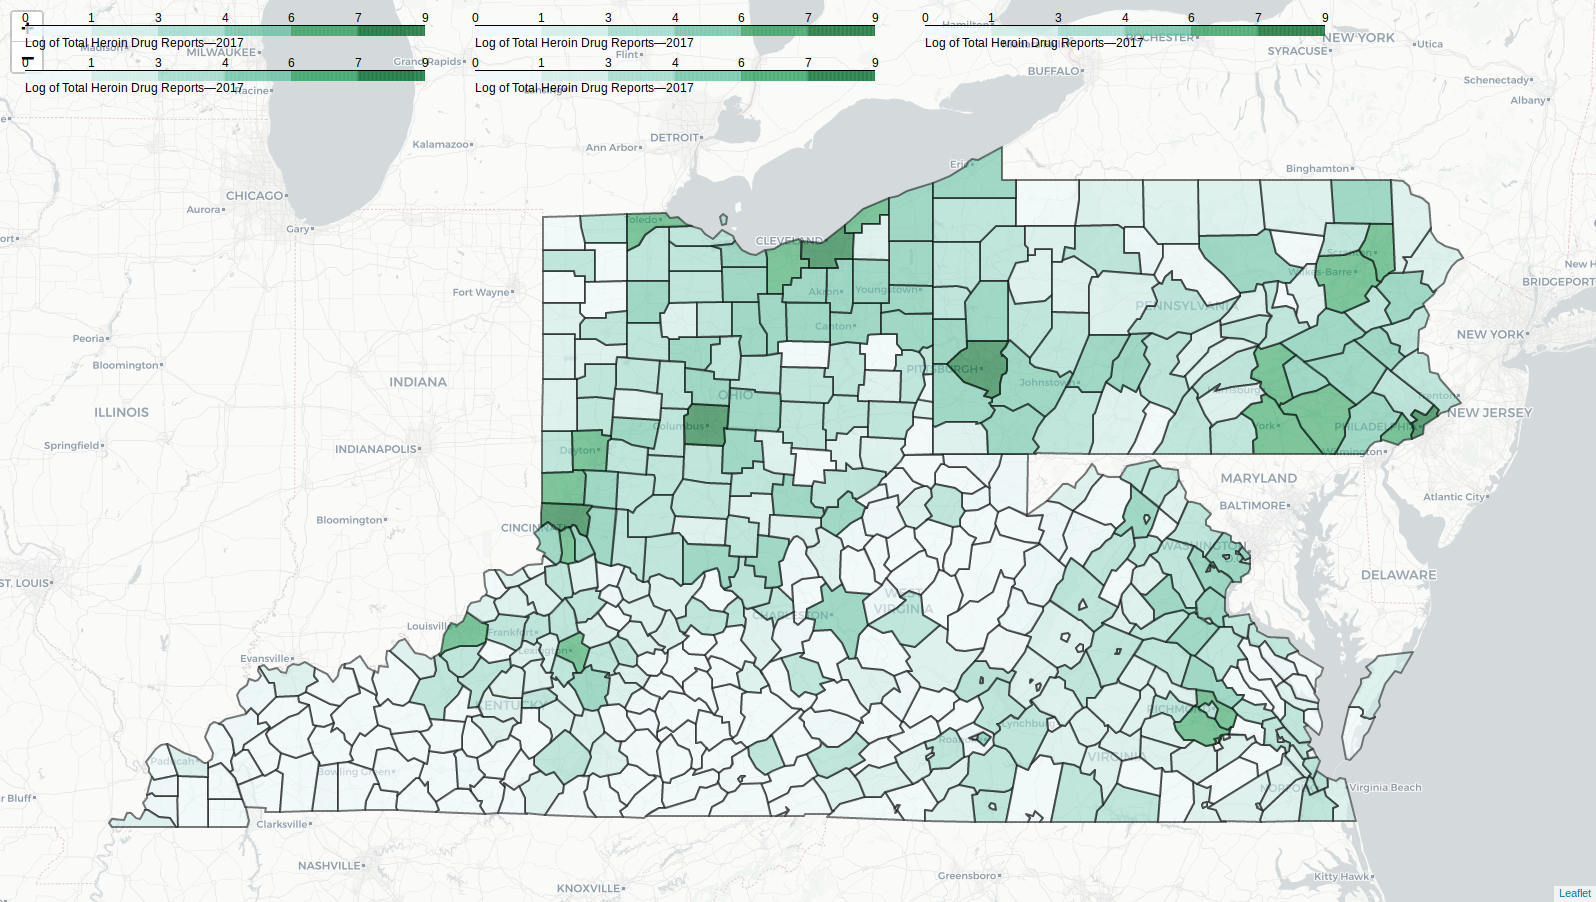 0 1 3 4 6 7 9
Log of Total Heroin Drug Reports—2017
0 1 3 4 6 7 9
Log of Total Heroin Drug Reports—2017
0 1 3 4 6 7 9
Log of Total Heroin Drug Reports—2017
0 1 3 4 6 7 9
Log of Total Heroin Drug Reports—2017
0 1 3 4 6 7 9
Log of Total Heroin Drug Reports—2017
Hamilton
NEW YORK
ROCHESTER
Utica
Madison
MILWAUKEE
SYRACUSE
Flint
Grand Rapids
BUFFALO
Schenectady
Racine
Albany
DETROIT
Kalamazoo
Ann Arbor
Erie
Binghamton
CHICAGO
Aurora
Toledo
Gary
CLEVELAND
Scranton
Wilkes-Barre
BRIDGEPORT
Fort Wayne
Akron
Youngstown
PENNSYLVANIA
Canton
NEW YORK
Peoria
Bloomington
PITTSBURGH
INDIANA
Johnstown
Harrisburg
OHIO
Trenton
ILLINOIS
NEW JERSEY
Columbus
York
PHILADELPHIA
Springfield
INDIANAPOLIS
Dayton
Wilmington
MARYLAND
Atlantic City
BALTIMORE
Bloomington
CINCINNATI
WASHINGTON
DELAWARE
ST. LOUIS
WEST
VIRGINIA
CHARLESTON
Louisville
Frankfort
Lexington
Evansville
KENTUCKY
RICHMOND
Lynchburg
Roanoke
VIRGINIA
Paducah
Bowling Green
NORFOLK
Virginia Beach
Clarksville
NASHVILLE
Greensboro
Kitty Hawk
KNOXVILLE
Leaflet